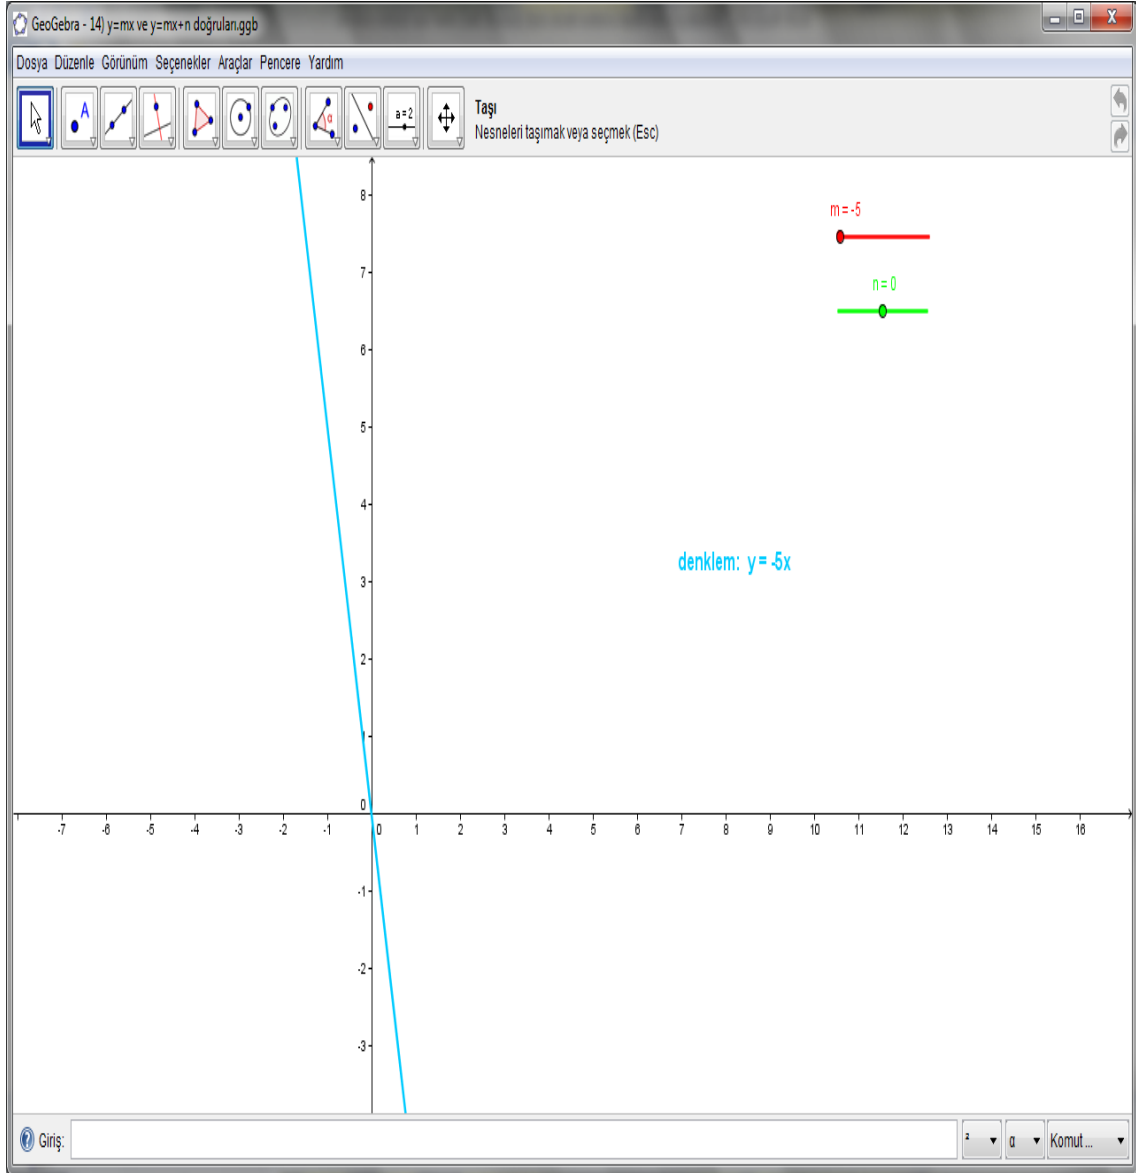 GeoGebra - 14) y=mx ve y=mx+n doğruları.ggb
X
Dosya Düzenle Görünüm Seçenekler Araçlar Pencere Yardım
A
α
a = 2
Taşı
Nesneleri taşımak veya seçmek (Esc)
8
m = -5
7
n = 0
6
5
4
denklem: y = -5x
3
2
1
0
-7 -6 -5 -4 -3 -2 -1 0 1 2 3 4 5 6 7 8 9 10 11 12 13 14 15 16
-1
-2
-3
Giriş:
² α Komut ...